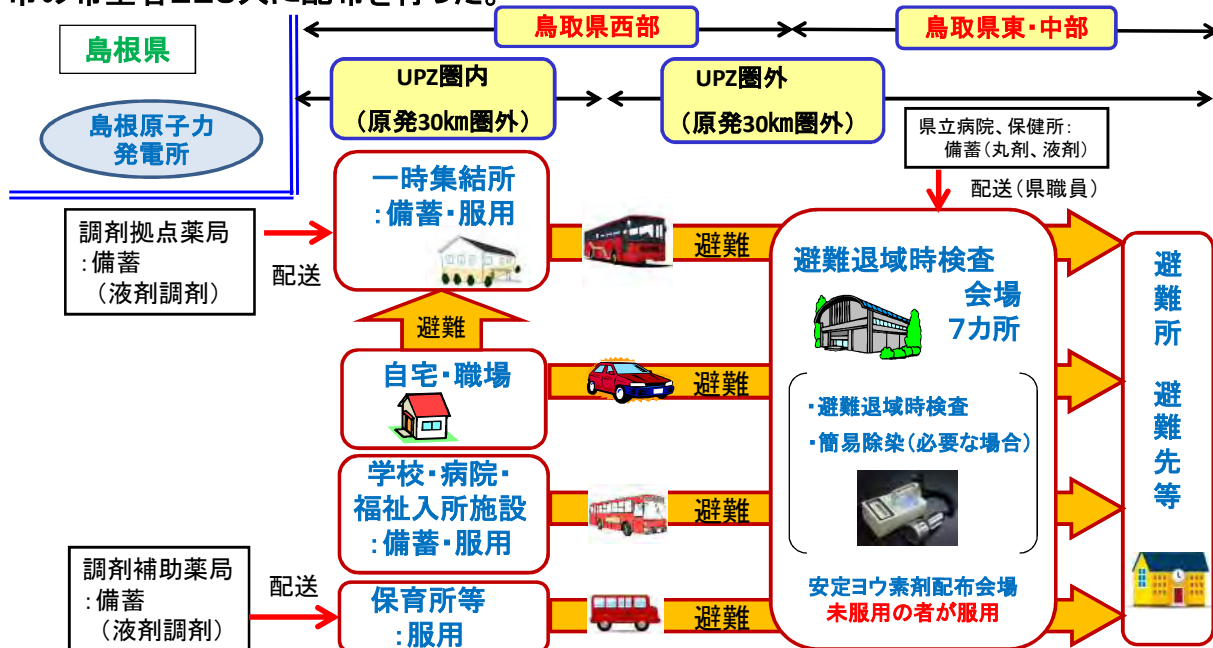 鳥取県西部
鳥取県東・中部
島根県
UPZ圏内
(原発30km圏外)
UPZ圏外
(原発30km圏外)
島根原子力
発電所
県立病院、保健所:
備蓄(丸剤、液剤)
配送(県職員)
一時集結所
:備蓄・服用
調剤拠点薬局
:備蓄
(液剤調剤)
配送
避難
避難
自宅・職場
避難
学校・病院・
福祉入所施設
:備蓄・服用
避難
調剤補助薬局
:備蓄
(液剤調剤)
配送
保育所等
:服用
避難
避難退域時検査
会場
7カ所
・避難退域時検査
・簡易除染(必要な場合)
安定ヨウ素剤配布会場
未服用の者が服用
避難所 避難先等